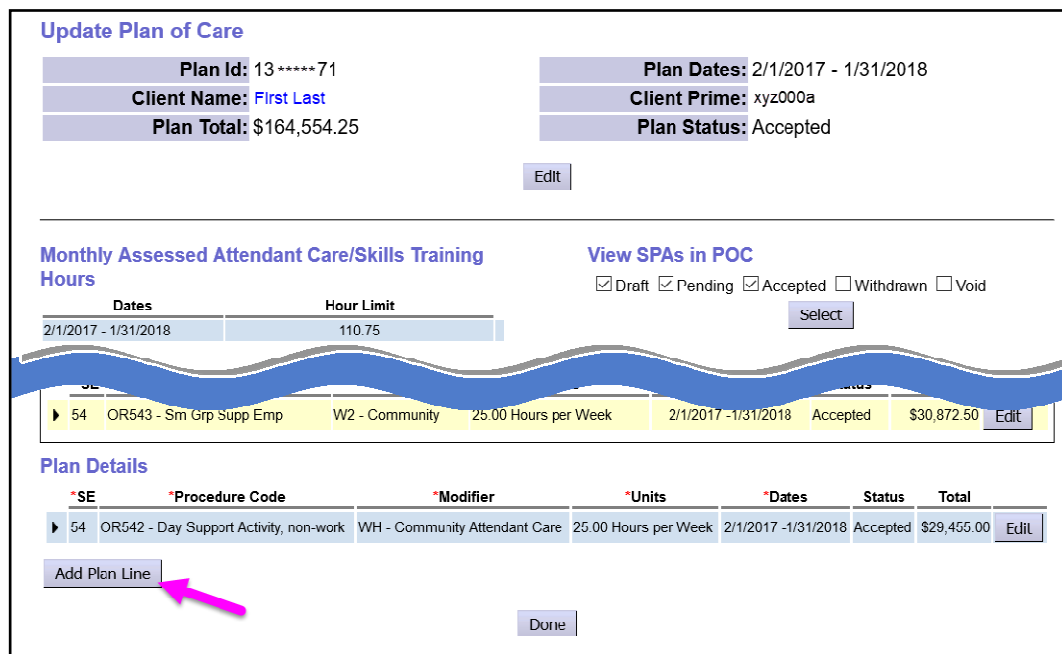 Update Plan of Care
Plan Id: 13*****71 Plan Dates: 2/1/2017 - 1/31/2018
Client Name: First Last Client Prime: xyz000a
Plan Total: $164,554.25 Plan Status: Accepted
Edit
Monthly Assessed Attendant Care/Skills Training
Hours
Dates Hour Limit
2/1/2017 - 1/31/2018 110.75
View SPAs in POC
Draft Pending Accepted Withdrawn Void
Select
54 OR543 - Sm Grp Supp Emp W2 - Community 25.00 Hours per Week 2/1/2017 -1/31/2018 Accepted $30,872.50 Edit
Plan Details
*SE *Procedure Code *Modifier *Units *Dates Status Total
54 OR542 - Day Support Activity, non-work WH - Community Attendant Care 25.00 Hours per Week 2/1/2017 -1/31/2018 Accepted $29,455.00 Edit
Add Plan Line
Done